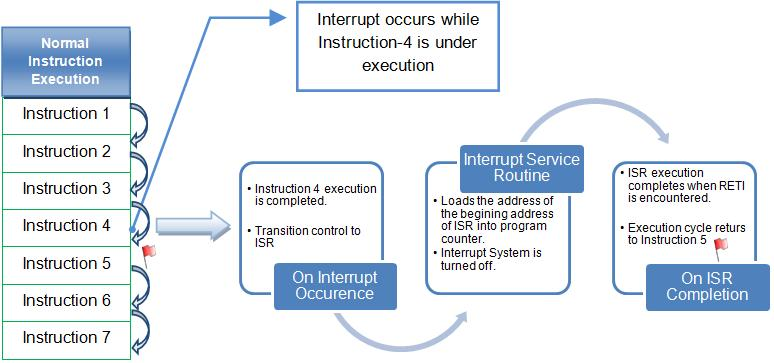 Interrupt occurs while
Instruction-4 is under
execution
Normal
Instruction
Execution
Instruction 1
Instruction 2
Instruction 3
Instruction 4
Instruction 5
Instruction 6
Instruction 7
• Instruction 4 execution
is completed.
• Transition control to
ISR
On Interrupt
Occurence
Interrupt Service
Routine
• Loads the address of
the begining address
of ISR into program
counter.
• Interrupt System is
turned off.
• ISR execution
completes when RETI
is encountered.
• Execution cycle returs
to Instruction 5
On ISR
Completion